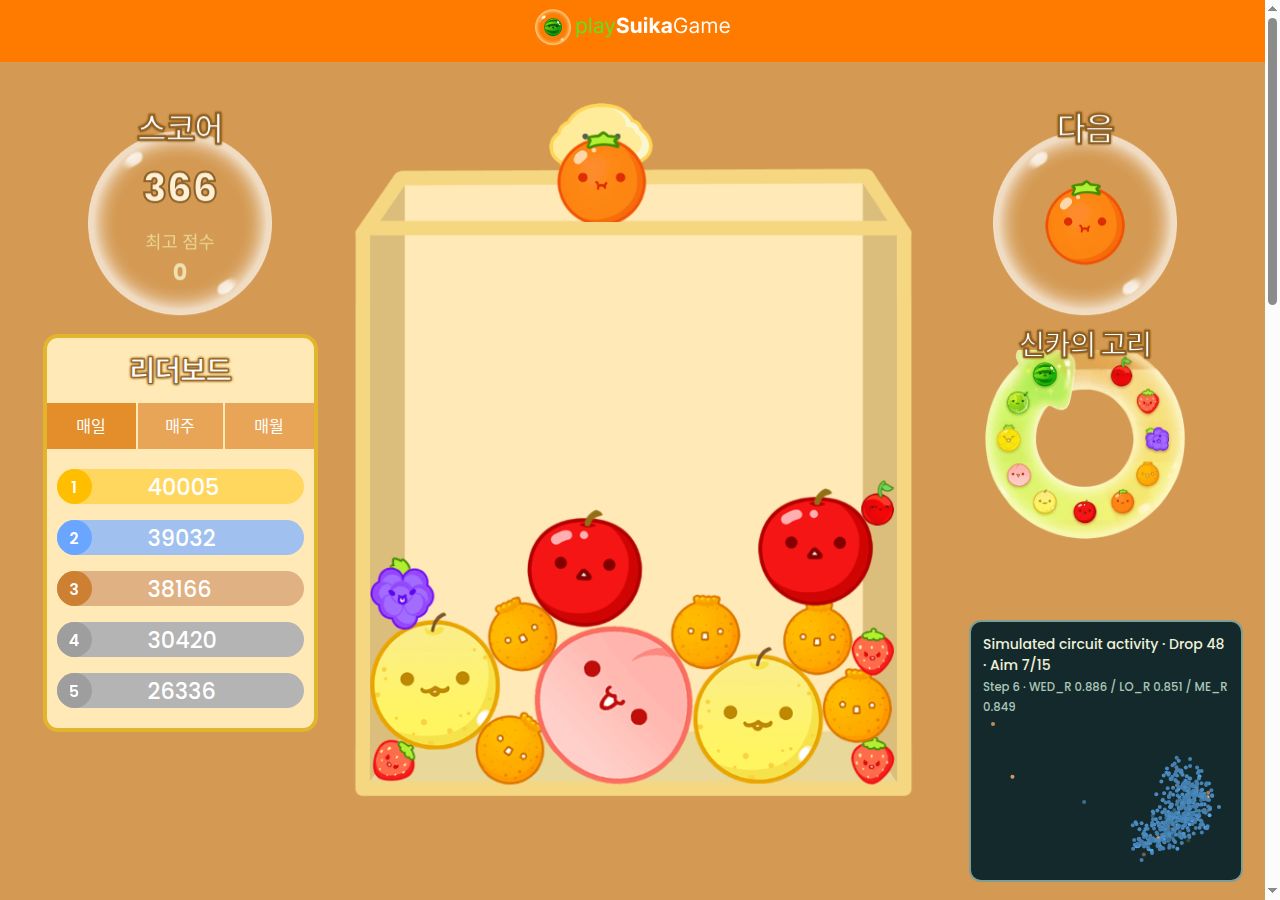 playSuikaGame
스코어
366
최고 점수
0
다음
신카의 고리
리더보드
매일 매주 매월
1 40005
2 39032
3 38166
4 30420
5 26336
Simulated circuit activity · Drop 48
· Aim 7/15
Step 6 · WED_R 0.886 / LO_R 0.851 / ME_R
0.849